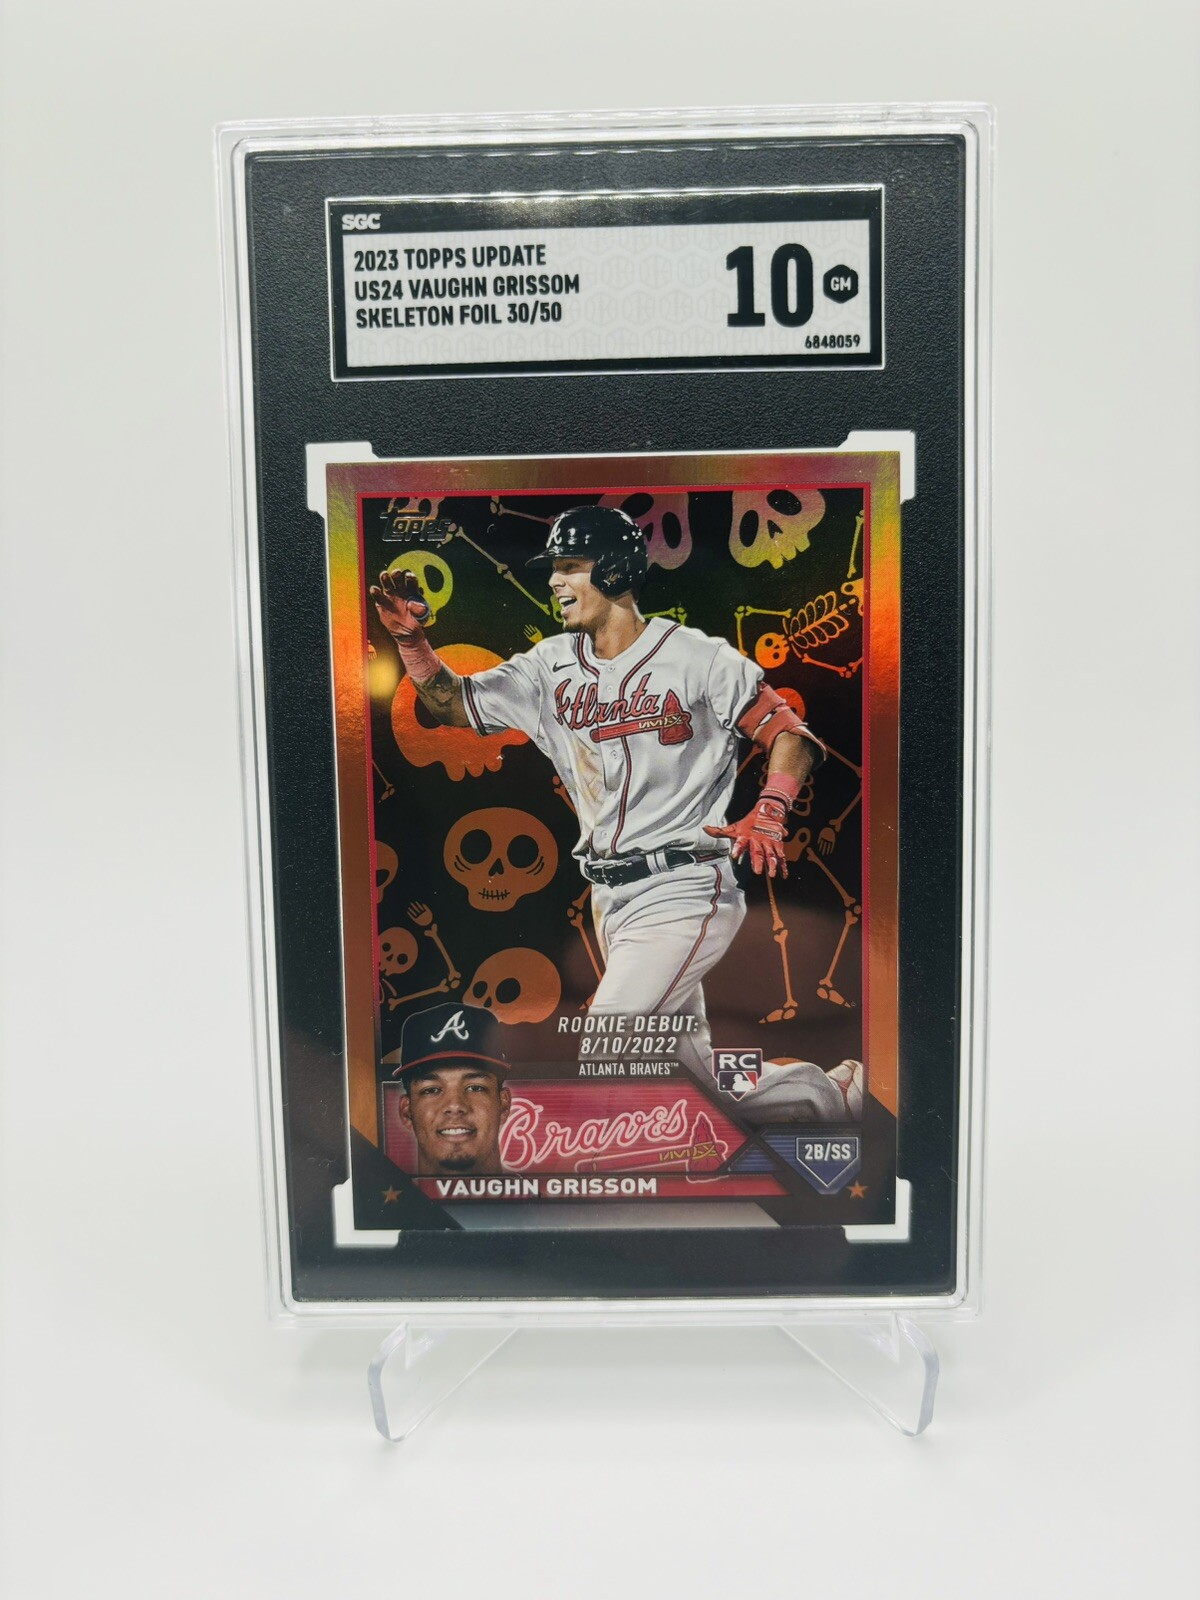 SGC
2023 TOPPS UPDATE
US24 VAUGHN GRISSOM
SKELETON FOIL 30/50
10 GM
6848059
Topps
A
Atlanta
ROOKIE DEBUT:
8/10/2022
ATLANTA BRAVES™
RC
A
Braves
2B/SS
VAUGHN GRISSOM